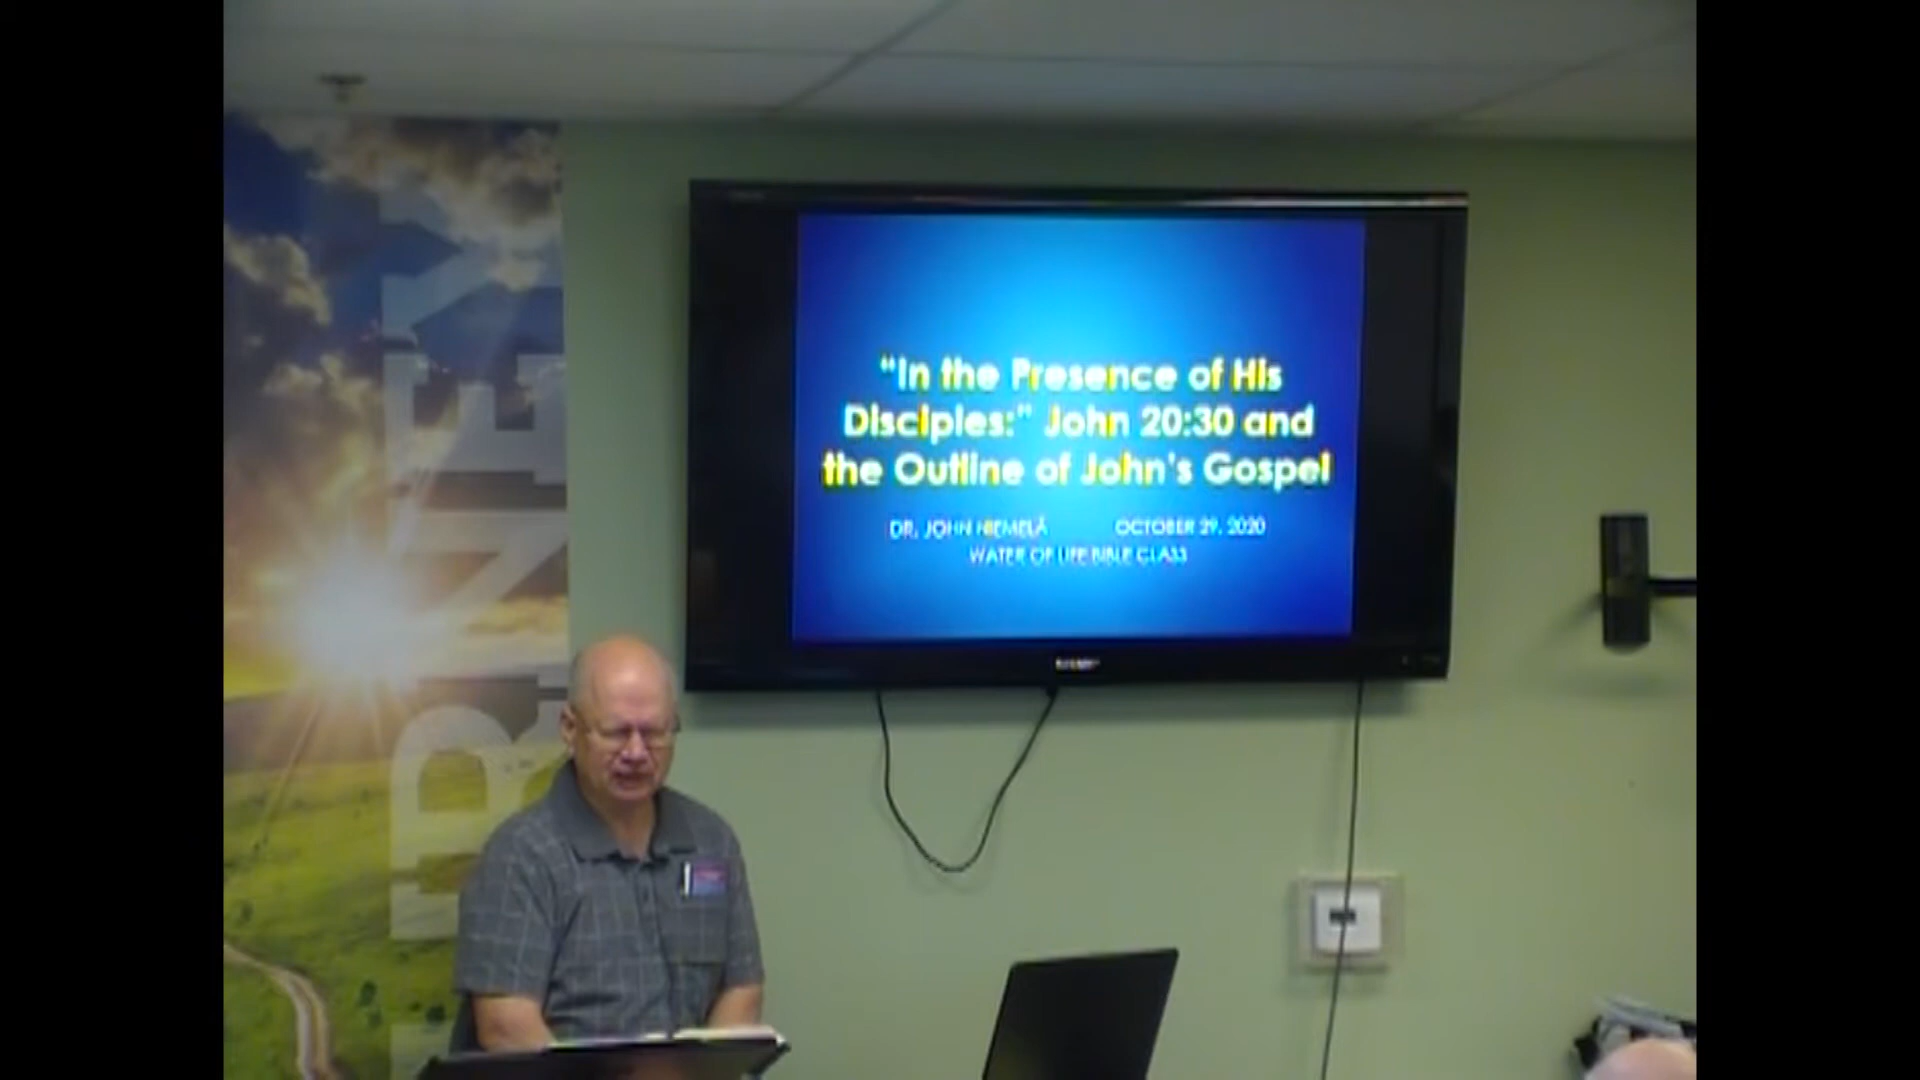 “In the Presence of His
Disciples:” John 20:30 and
the Outline of John's Gospel
DR. JOHN NIEMELÄ OCTOBER 29, 2020
WATER OF LIFE BIBLE CLASS
SHARP